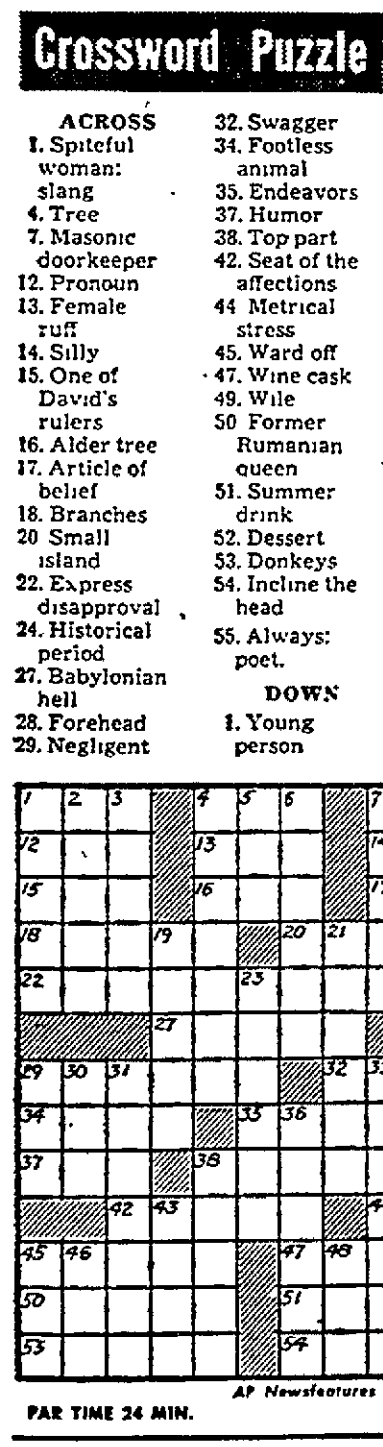 Crossword Puzzle
ACROSS
1. Spiteful
woman:
slang
4. Tree
7. Masonic
doorkeeper
12. Pronoun
13. Female
ruff
14. Silly
15. One of
David's
rulers
16. Alder tree
17. Article of
belief
18. Branches
20 Small
island
22. Express
disapproval
24. Historical
period
27. Babylonian
hell
28. Forehead
29. Negligent
32. Swagger
34. Footless
animal
35. Endeavors
37. Humor
38. Top part
42. Seat of the
affections
44 Metrical
stress
45. Ward off
47. Wine cask
49. Wile
50 Former
Rumanian
queen
51. Summer
drink
52. Dessert
53. Donkeys
54. Incline the
head
55. Always:
poet.
DOWN
1. Young
person
1 2 3 4 5 6 7
12 13 14
15 16 17
18 19 20 21
22 23
27
29 30 31 32 33
34 35 36
37 38
42 43 4
45 46 47 48
50 51
53 54
AP Newsfeatures
PAR TIME 24 MIN.